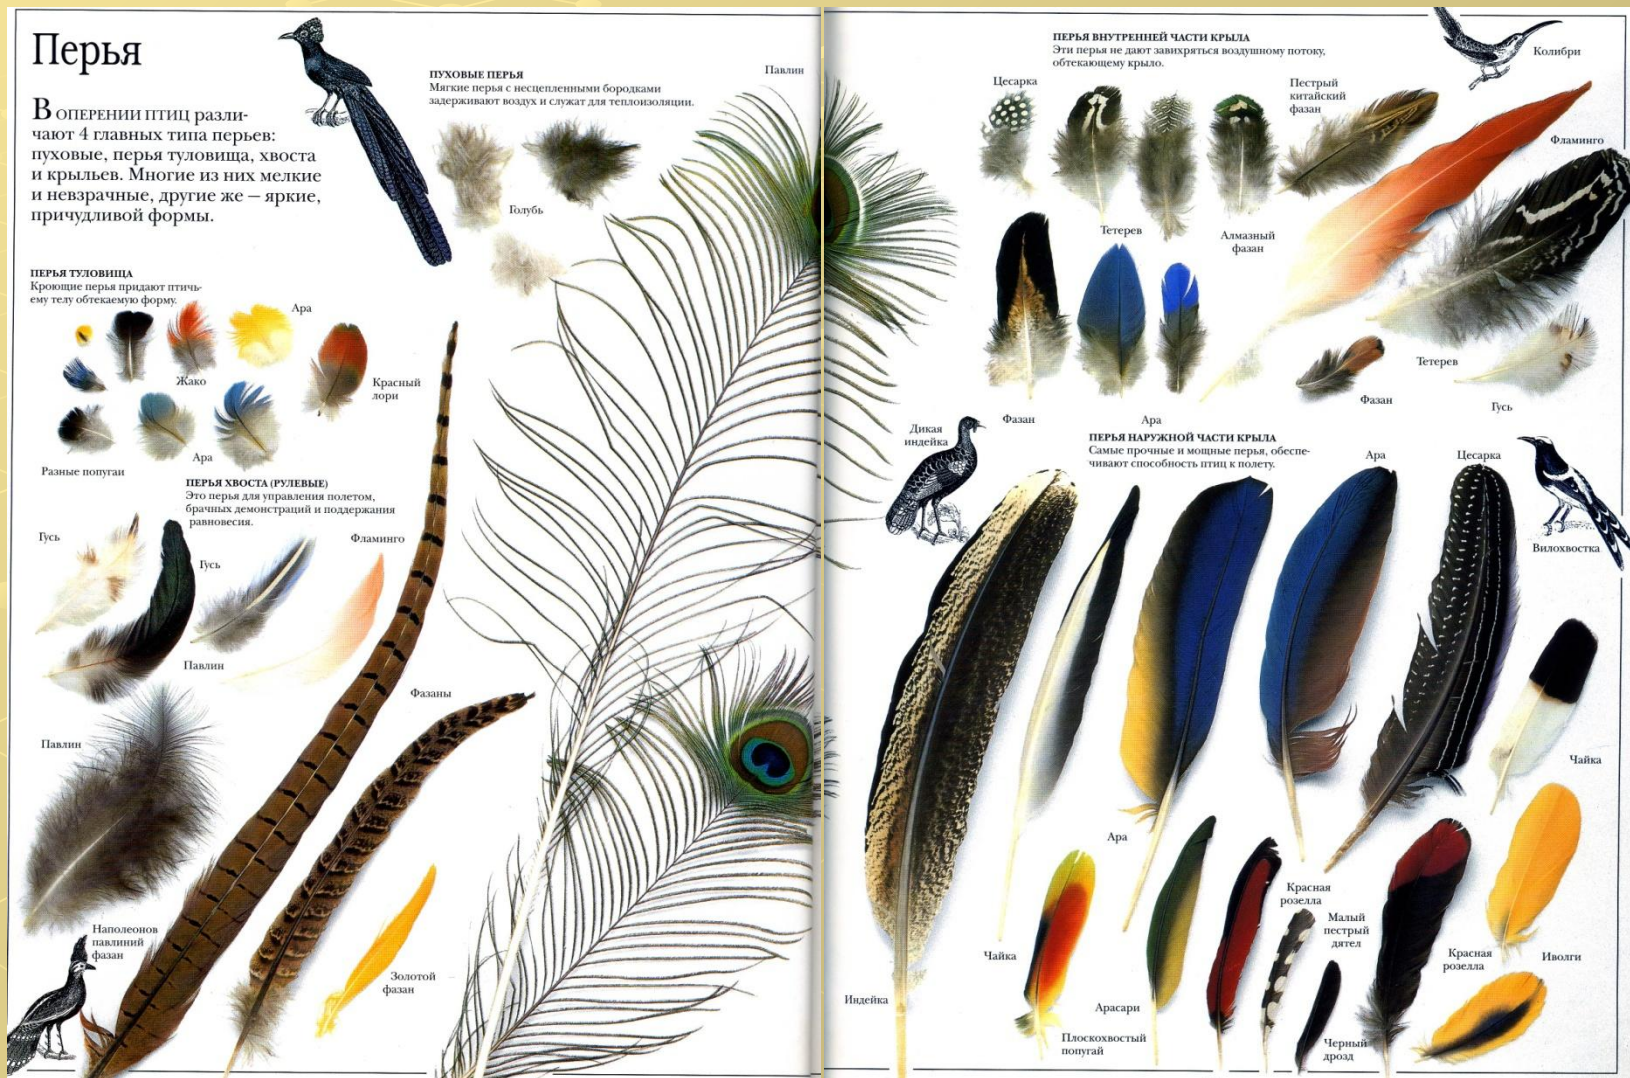 Перья
В ОПЕРЕНИИ ПТИЦ разли-
чают 4 главных типа перьев:
пуховые, перья туловища, хвоста
и крыльев. Многие из них мелкие
и невзрачные, другие же — яркие,
причудливой формы.
ПУХОВЫЕ ПЕРЬЯ
Мягкие перья с несцепленными бородками
задерживают воздух и служат для теплоизоляции.
Павлин
Голубь
ПЕРЬЯ ТУЛОВИЩА
Кроющие перья придают птичь-
ему телу обтекаемую форму.
Ара
Жако
Красный
лори
Ара
Разные попугаи
ПЕРЬЯ ХВОСТА (РУЛЕВЫЕ)
Это перья для управления полетом,
брачных демонстраций и поддержания
равновесия.
Гусь
Гусь
Фламинго
Павлин
Фазаны
Павлин
Наполеонов
павлиний
фазан
Золотой
фазан
ПЕРЬЯ ВНУТРЕННЕЙ ЧАСТИ КРЫЛА
Эти перья не дают завихряться воздушному потоку,
обтекающему крыло.
Колибри
Цесарка
Пестрый
китайский
фазан
Фламинго
Тетерев
Алмазный
фазан
Тетерев
Фазан
Гусь
Фазан
Ара
Дикая
индейка
ПЕРЬЯ НАРУЖНОЙ ЧАСТИ КРЫЛА
Самые прочные и мощные перья, обеспе-
чивают способность птиц к полету.
Ара
Цесарка
Вилохвостка
Чайка
Ара
Красная
розелла
Малый
пестрый
дятел
Чайка
Красная
розелла
Иволги
Индейка
Арасари
Плоскохвостый
попугай
Черный
дрозд